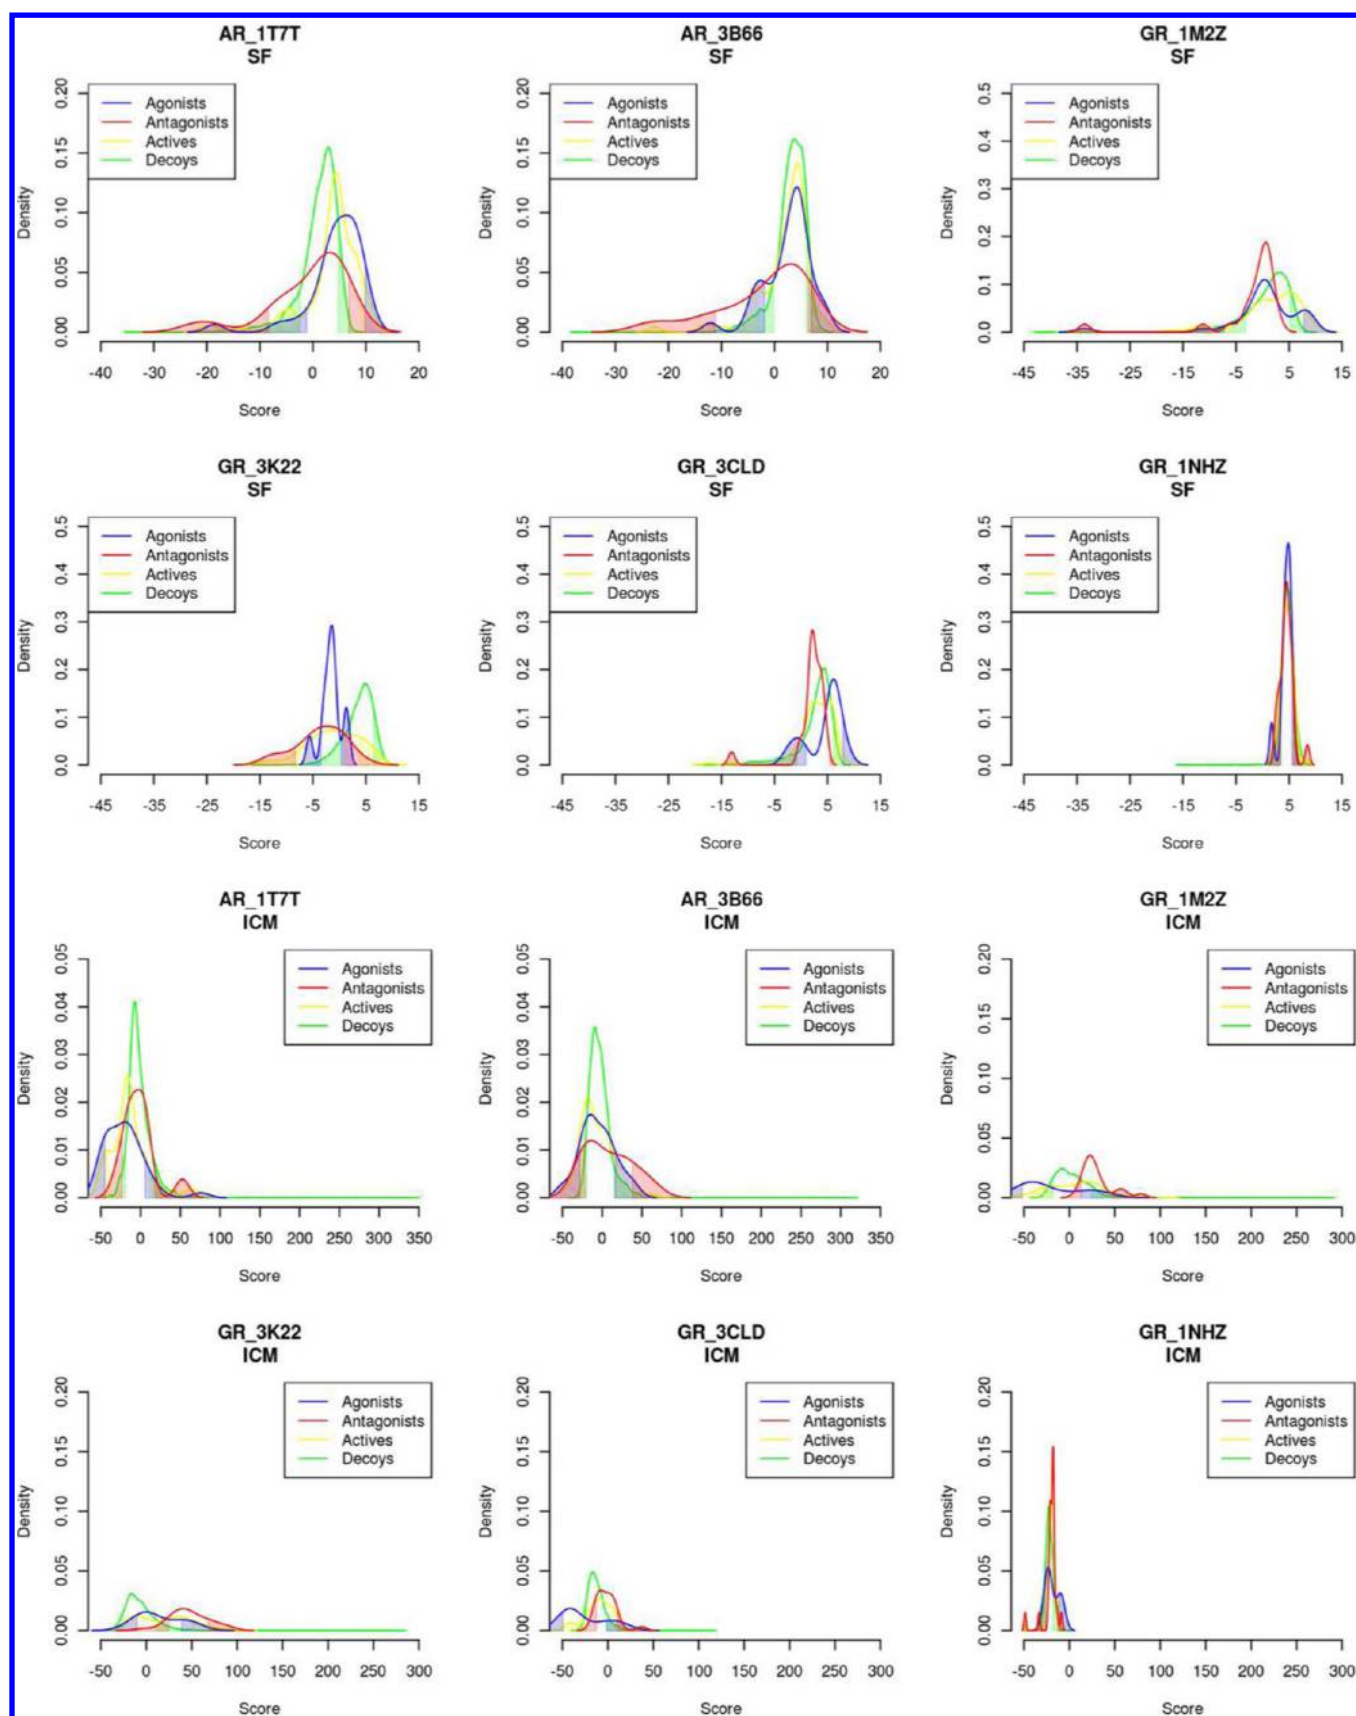 AR_1T7T
SF
Density
0.00 0.05 0.10 0.15 0.20
Agonists
Antagonists
Actives
Decoys
-40 -30 -20 -10 0 10 20
Score
AR_3B66
SF
Density
0.00 0.05 0.10 0.15 0.20
Agonists
Antagonists
Actives
Decoys
-40 -30 -20 -10 0 10 20
Score
GR_1M2Z
SF
Density
0.0 0.1 0.2 0.3 0.4 0.5
Agonists
Antagonists
Actives
Decoys
-45 -35 -25 -15 -5 5 15
Score
GR_3K22
SF
Density
0.0 0.1 0.2 0.3 0.4 0.5
Agonists
Antagonists
Actives
Decoys
-45 -35 -25 -15 -5 5 15
Score
GR_3CLD
SF
Density
0.0 0.1 0.2 0.3 0.4 0.5
Agonists
Antagonists
Actives
Decoys
-45 -35 -25 -15 -5 5 15
Score
GR_1NHZ
SF
Density
0.0 0.1 0.2 0.3 0.4 0.5
Agonists
Antagonists
Actives
Decoys
-45 -35 -25 -15 -5 5 15
Score
AR_1T7T
ICM
Density
0.00 0.01 0.02 0.03 0.04 0.05
Agonists
Antagonists
Actives
Decoys
-50 0 50 100 150 200 250 300 350
Score
AR_3B66
ICM
Density
0.00 0.01 0.02 0.03 0.04 0.05
Agonists
Antagonists
Actives
Decoys
-50 0 50 100 150 200 250 300 350
Score
GR_1M2Z
ICM
Density
0.00 0.05 0.10 0.15 0.20
Agonists
Antagonists
Actives
Decoys
-50 0 50 100 150 200 250 300
Score
GR_3K22
ICM
Density
0.00 0.05 0.10 0.15 0.20
Agonists
Antagonists
Actives
Decoys
-50 0 50 100 150 200 250 300
Score
GR_3CLD
ICM
Density
0.00 0.05 0.10 0.15 0.20
Agonists
Antagonists
Actives
Decoys
-50 0 50 100 150 200 250 300
Score
GR_1NHZ
ICM
Density
0.00 0.05 0.10 0.15 0.20
Agonists
Antagonists
Actives
Decoys
-50 0 50 100 150 200 250 300
Score